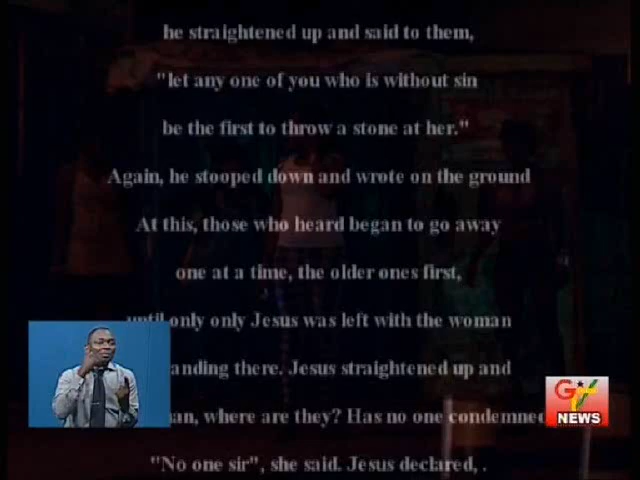 he straightened up and said to them,
"let any one of you who is without sin
be the first to throw a stone at her."
Again, he stooped down and wrote on the ground
At this, those who heard began to go away
one at a time, the older ones first,
until only only Jesus was left with the woman
anding there. Jesus straightened up and
an, where are they? Has no one condemned
"No one sir", she said. Jesus declared, .
GTV
NEWS